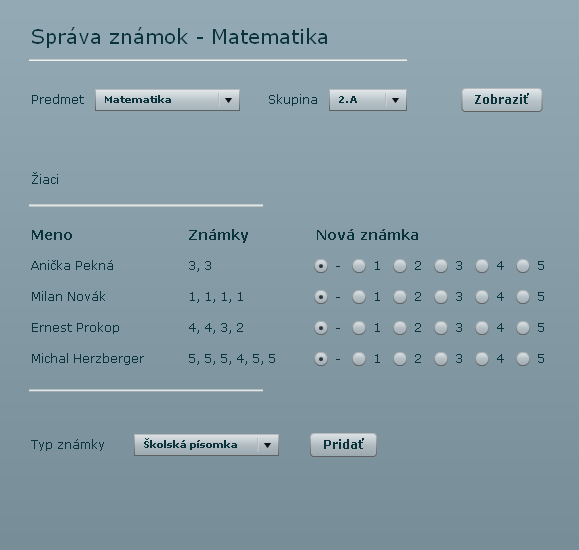 Správa známok - Matematika
Predmet Matematika Skupina 2.A Zobraziť
Žiaci
Meno Známky Nová známka
Anička Pekná 3, 3 - 1 2 3 4 5
Milan Novák 1, 1, 1, 1 - 1 2 3 4 5
Ernest Prokop 4, 4, 3, 2 - 1 2 3 4 5
Michal Herzberger 5, 5, 5, 4, 5, 5 - 1 2 3 4 5
Typ známky Školská písomka Pridať